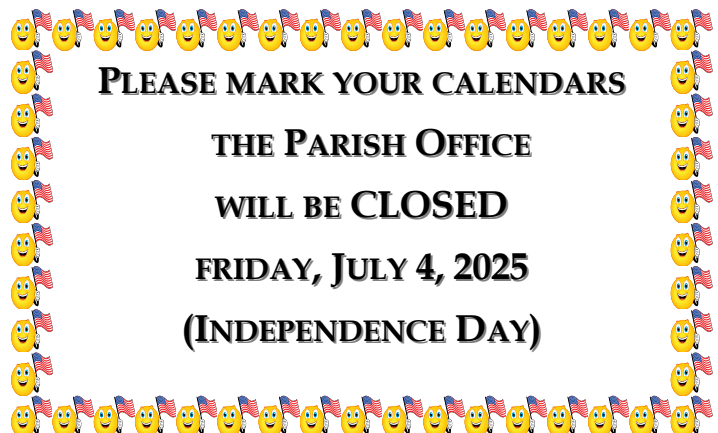 Please mark your calendars
the Parish Office
will be CLOSED
friday, July 4, 2025
(Independence Day)